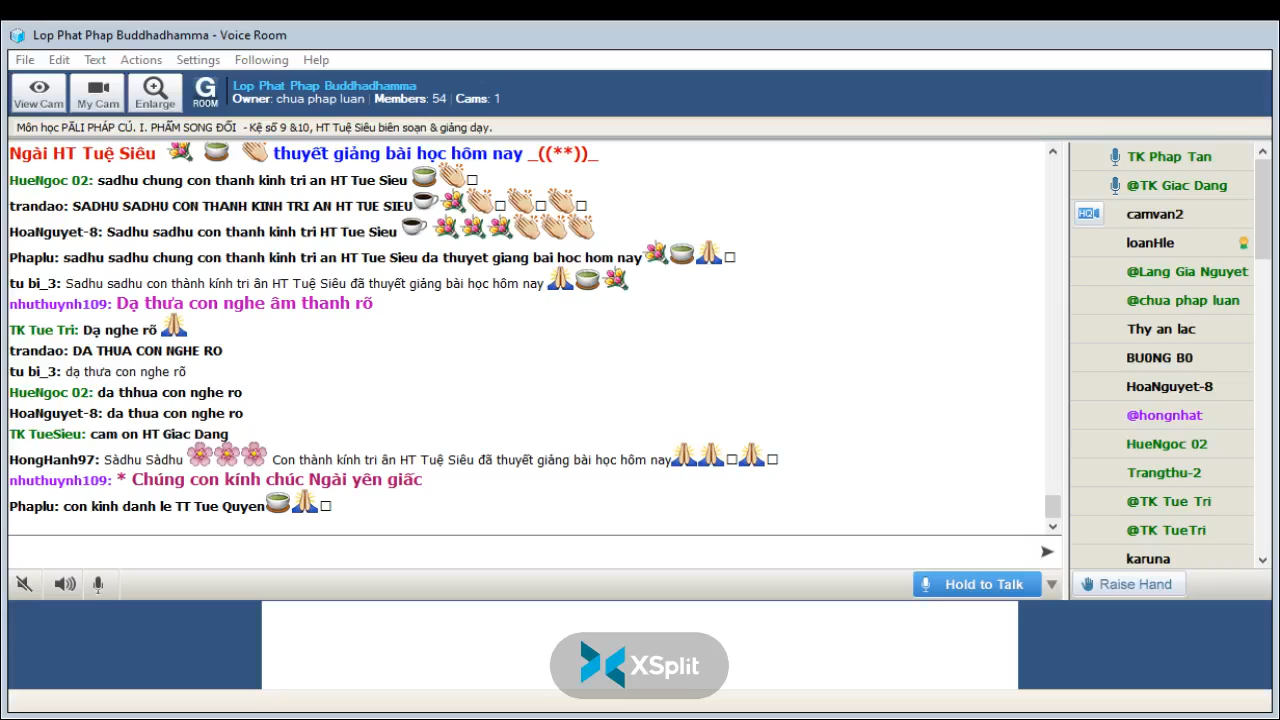 Lop Phat Phap Buddhadhamma - Voice Room
File Edit Text Actions Settings Following Help
View Cam My Cam Enlarge G ROOM
Lop Phat Phap Buddhadhamma
Owner: chua phap luan | Members: 54 | Cams: 1
Môn học PĀLI PHÁP CÚ. I. PHẨM SONG ĐỐI - Kệ số 9 &10, HT Tuệ Siêu biên soạn & giảng dạy.
Ngài HT Tuệ Siêu thuyết giảng bài học hôm nay _((**))_
HueNgoc 02: sadhu chung con thanh kinh tri an HT Tue Sieu
trandao: SADHU SADHU CON THANH KINH TRI AN HT TUE SIEU
HoaNguyet-8: Sadhu sadhu con thanh kinh tri HT Tue Sieu
Phaplu: sadhu sadhu chung con thanh kinh tri an HT Tue Sieu da thuyet giang bai hoc hom nay
tu bi_3: Sadhu sadhu con thành kính tri ân HT Tuệ Siêu đã thuyết giảng bài học hôm nay
nhuthuynh109: Dạ thưa con nghe âm thanh rõ
TK Tue Tri: Dạ nghe rõ
trandao: DA THUA CON NGHE RO
tu bi_3: dạ thưa con nghe rõ
HueNgoc 02: da thhua con nghe ro
HoaNguyet-8: da thua con nghe ro
TK TueSieu: cam on HT Giac Dang
HongHanh97: Sàdhu Sàdhu Con thành kính tri ân HT Tuệ Siêu đã thuyết giảng bài học hôm nay
nhuthuynh109: * Chúng con kính chúc Ngài yên giấc
Phaplu: con kinh danh le TT Tue Quyen
TK Phap Tan
@TK Giac Dang
HQ camvan2
loanHle
@Lang Gia Nguyet
@chua phap luan
Thy an lac
BU0NG B0
HoaNguyet-8
@hongnhat
HueNgoc 02
Trangthu-2
@TK Tue Tri
@TK TueTri
karuna
Hold to Talk
Raise Hand
XSplit